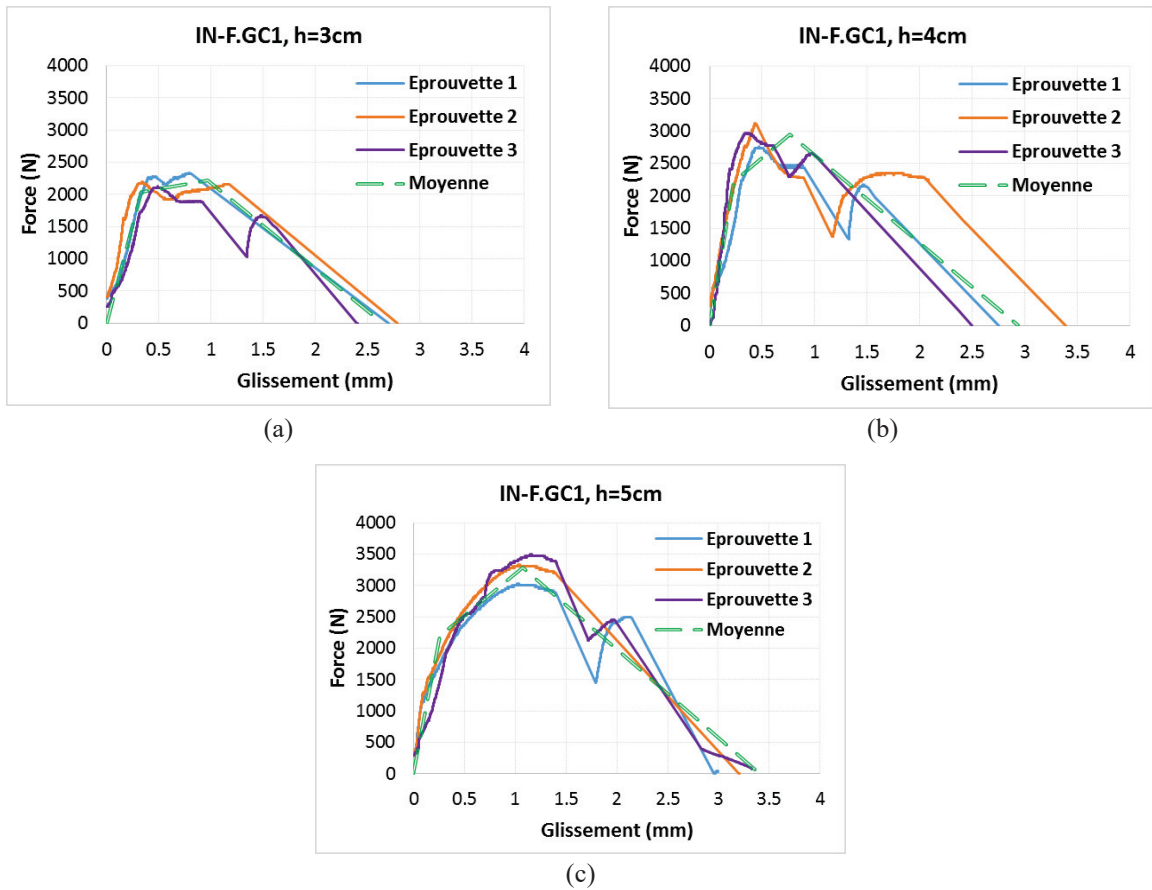 IN-F.GC1, h=3cm
4000
3500
3000
2500
2000
1500
1000
500
0
Force (N)
Eprouvette 1
Eprouvette 2
Eprouvette 3
Moyenne
0 0.5 1 1.5 2 2.5 3 3.5 4
Glissement (mm)
(a)
IN-F.GC1, h=4cm
4000
3500
3000
2500
2000
1500
1000
500
0
Force (N)
Eprouvette 1
Eprouvette 2
Eprouvette 3
Moyenne
0 0.5 1 1.5 2 2.5 3 3.5 4
Glissement (mm)
(b)
IN-F.GC1, h=5cm
4000
3500
3000
2500
2000
1500
1000
500
0
Force (N)
Eprouvette 1
Eprouvette 2
Eprouvette 3
Moyenne
0 0.5 1 1.5 2 2.5 3 3.5 4
Glissement (mm)
(c)